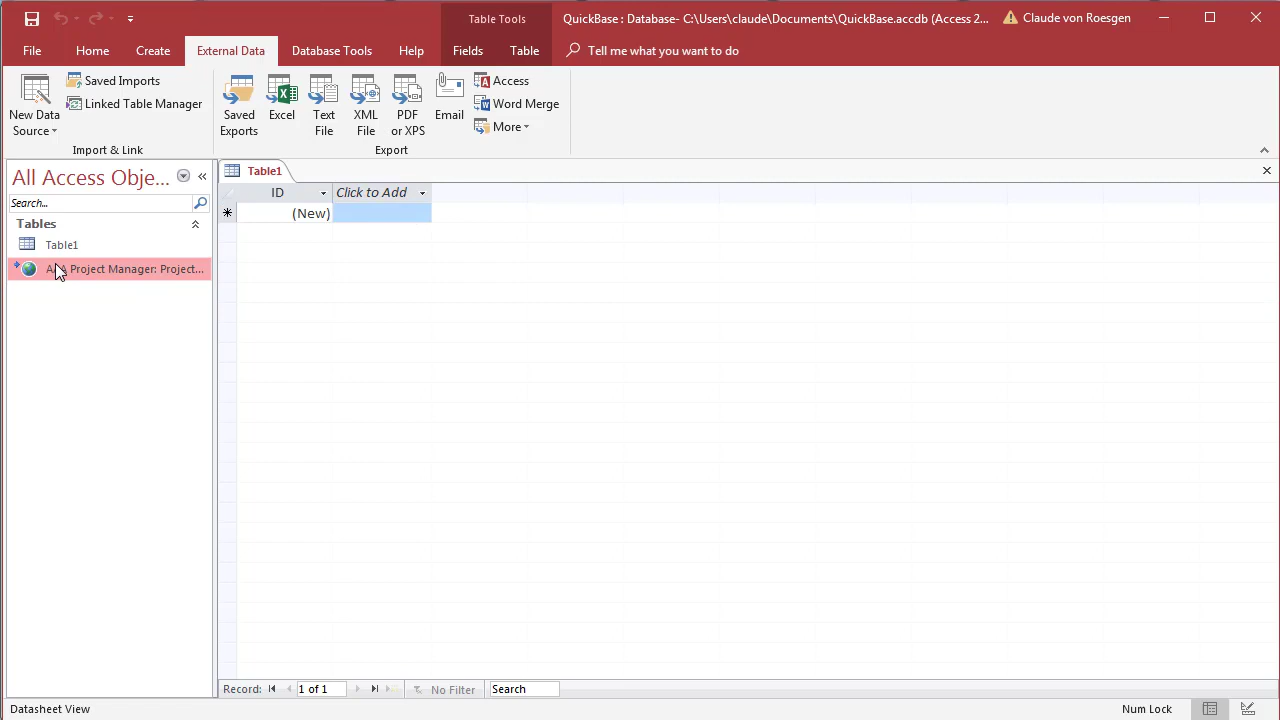 Table Tools
QuickBase : Database- C:\Users\claude\Documents\QuickBase.accdb (Access 2...
Claude von Roesgen
File
Home
Create
External Data
Database Tools
Help
Fields
Table
Tell me what you want to do
New Data
Source
Saved Imports
Linked Table Manager
Import & Link
Saved
Exports
Excel
Text
File
XML
File
PDF
or XPS
Email
Access
Word Merge
More
Export
All Access Obje...
Search...
Tables
Table1
Project Manager: Project...
Table1
ID
Click to Add
(New)
Record:
1 of 1
No Filter
Search
Datasheet View
Num Lock